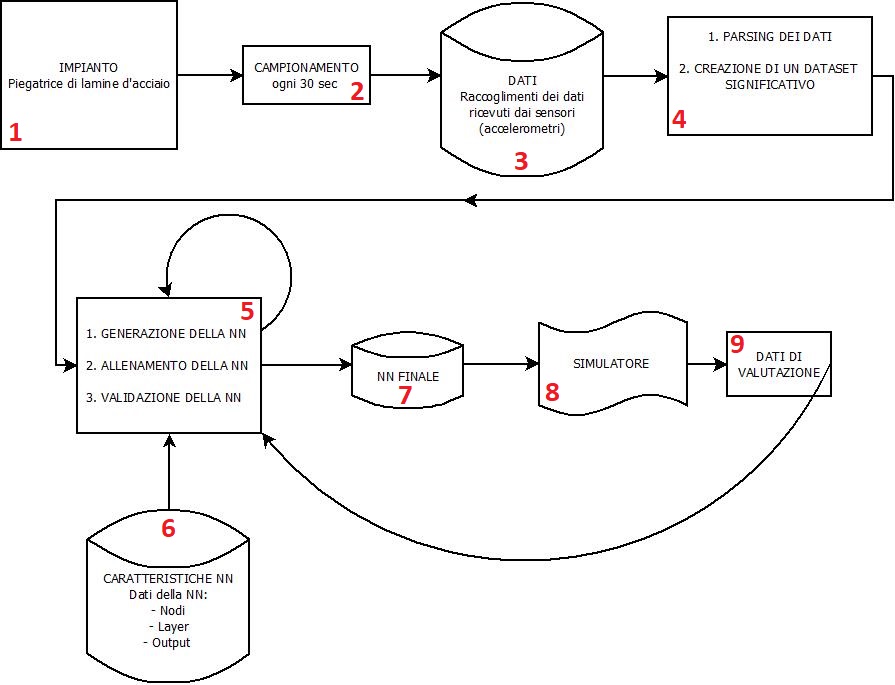 IMPIANTO
Piegatrice di lamine d'acciaio
1
CAMPIONAMENTO
ogni 30 sec
2
DATI
Raccoglimenti dei dati
ricevuti dai sensori
(accelerometri)
3
1. PARSING DEI DATI
2. CREAZIONE DI UN DATASET
SIGNIFICATIVO
4
5
1. GENERAZIONE DELLA NN
2. ALLENAMENTO DELLA NN
3. VALIDAZIONE DELLA NN
6
CARATTERISTICHE NN
Dati della NN:
- Nodi
- Layer
- Output
NN FINALE
7
SIMULATORE
8
9
DATI DI
VALUTAZIONE